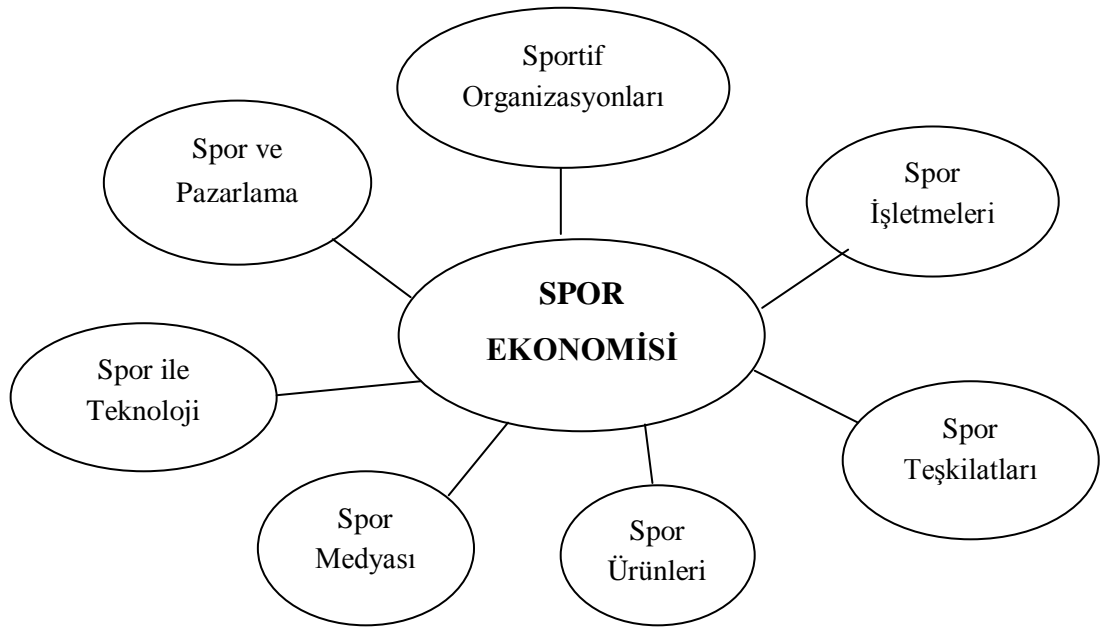 Sportif
Organizasyonları
Spor ve
Pazarlama
Spor
İşletmeleri
SPOR
EKONOMİSİ
Spor ile
Teknoloji
Spor
Teşkilatları
Spor
Medyası
Spor
Ürünleri